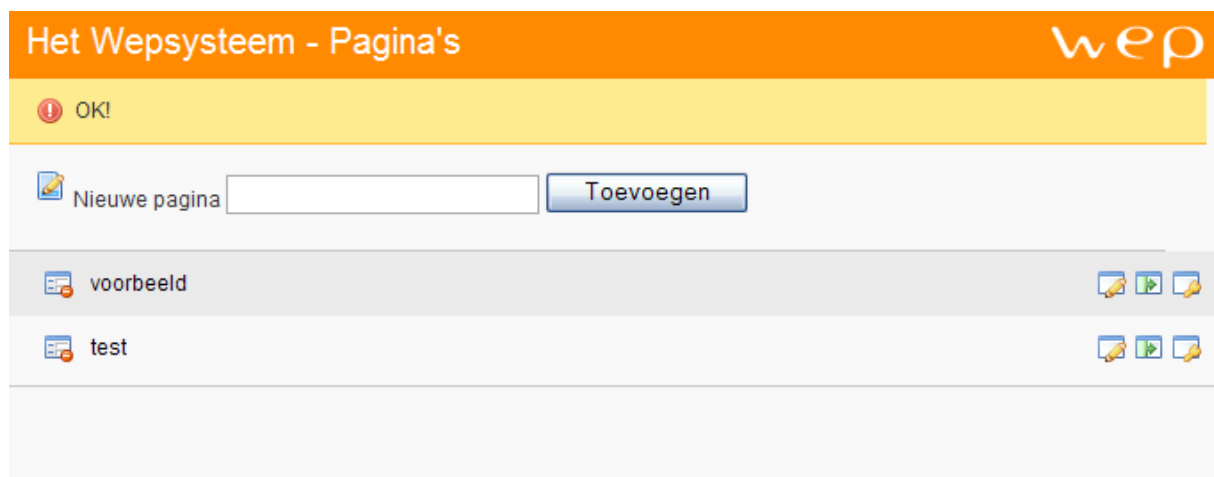 Het Wepsysteem - Pagina's wep
OK!
Nieuwe pagina Toevoegen
voorbeeld
test